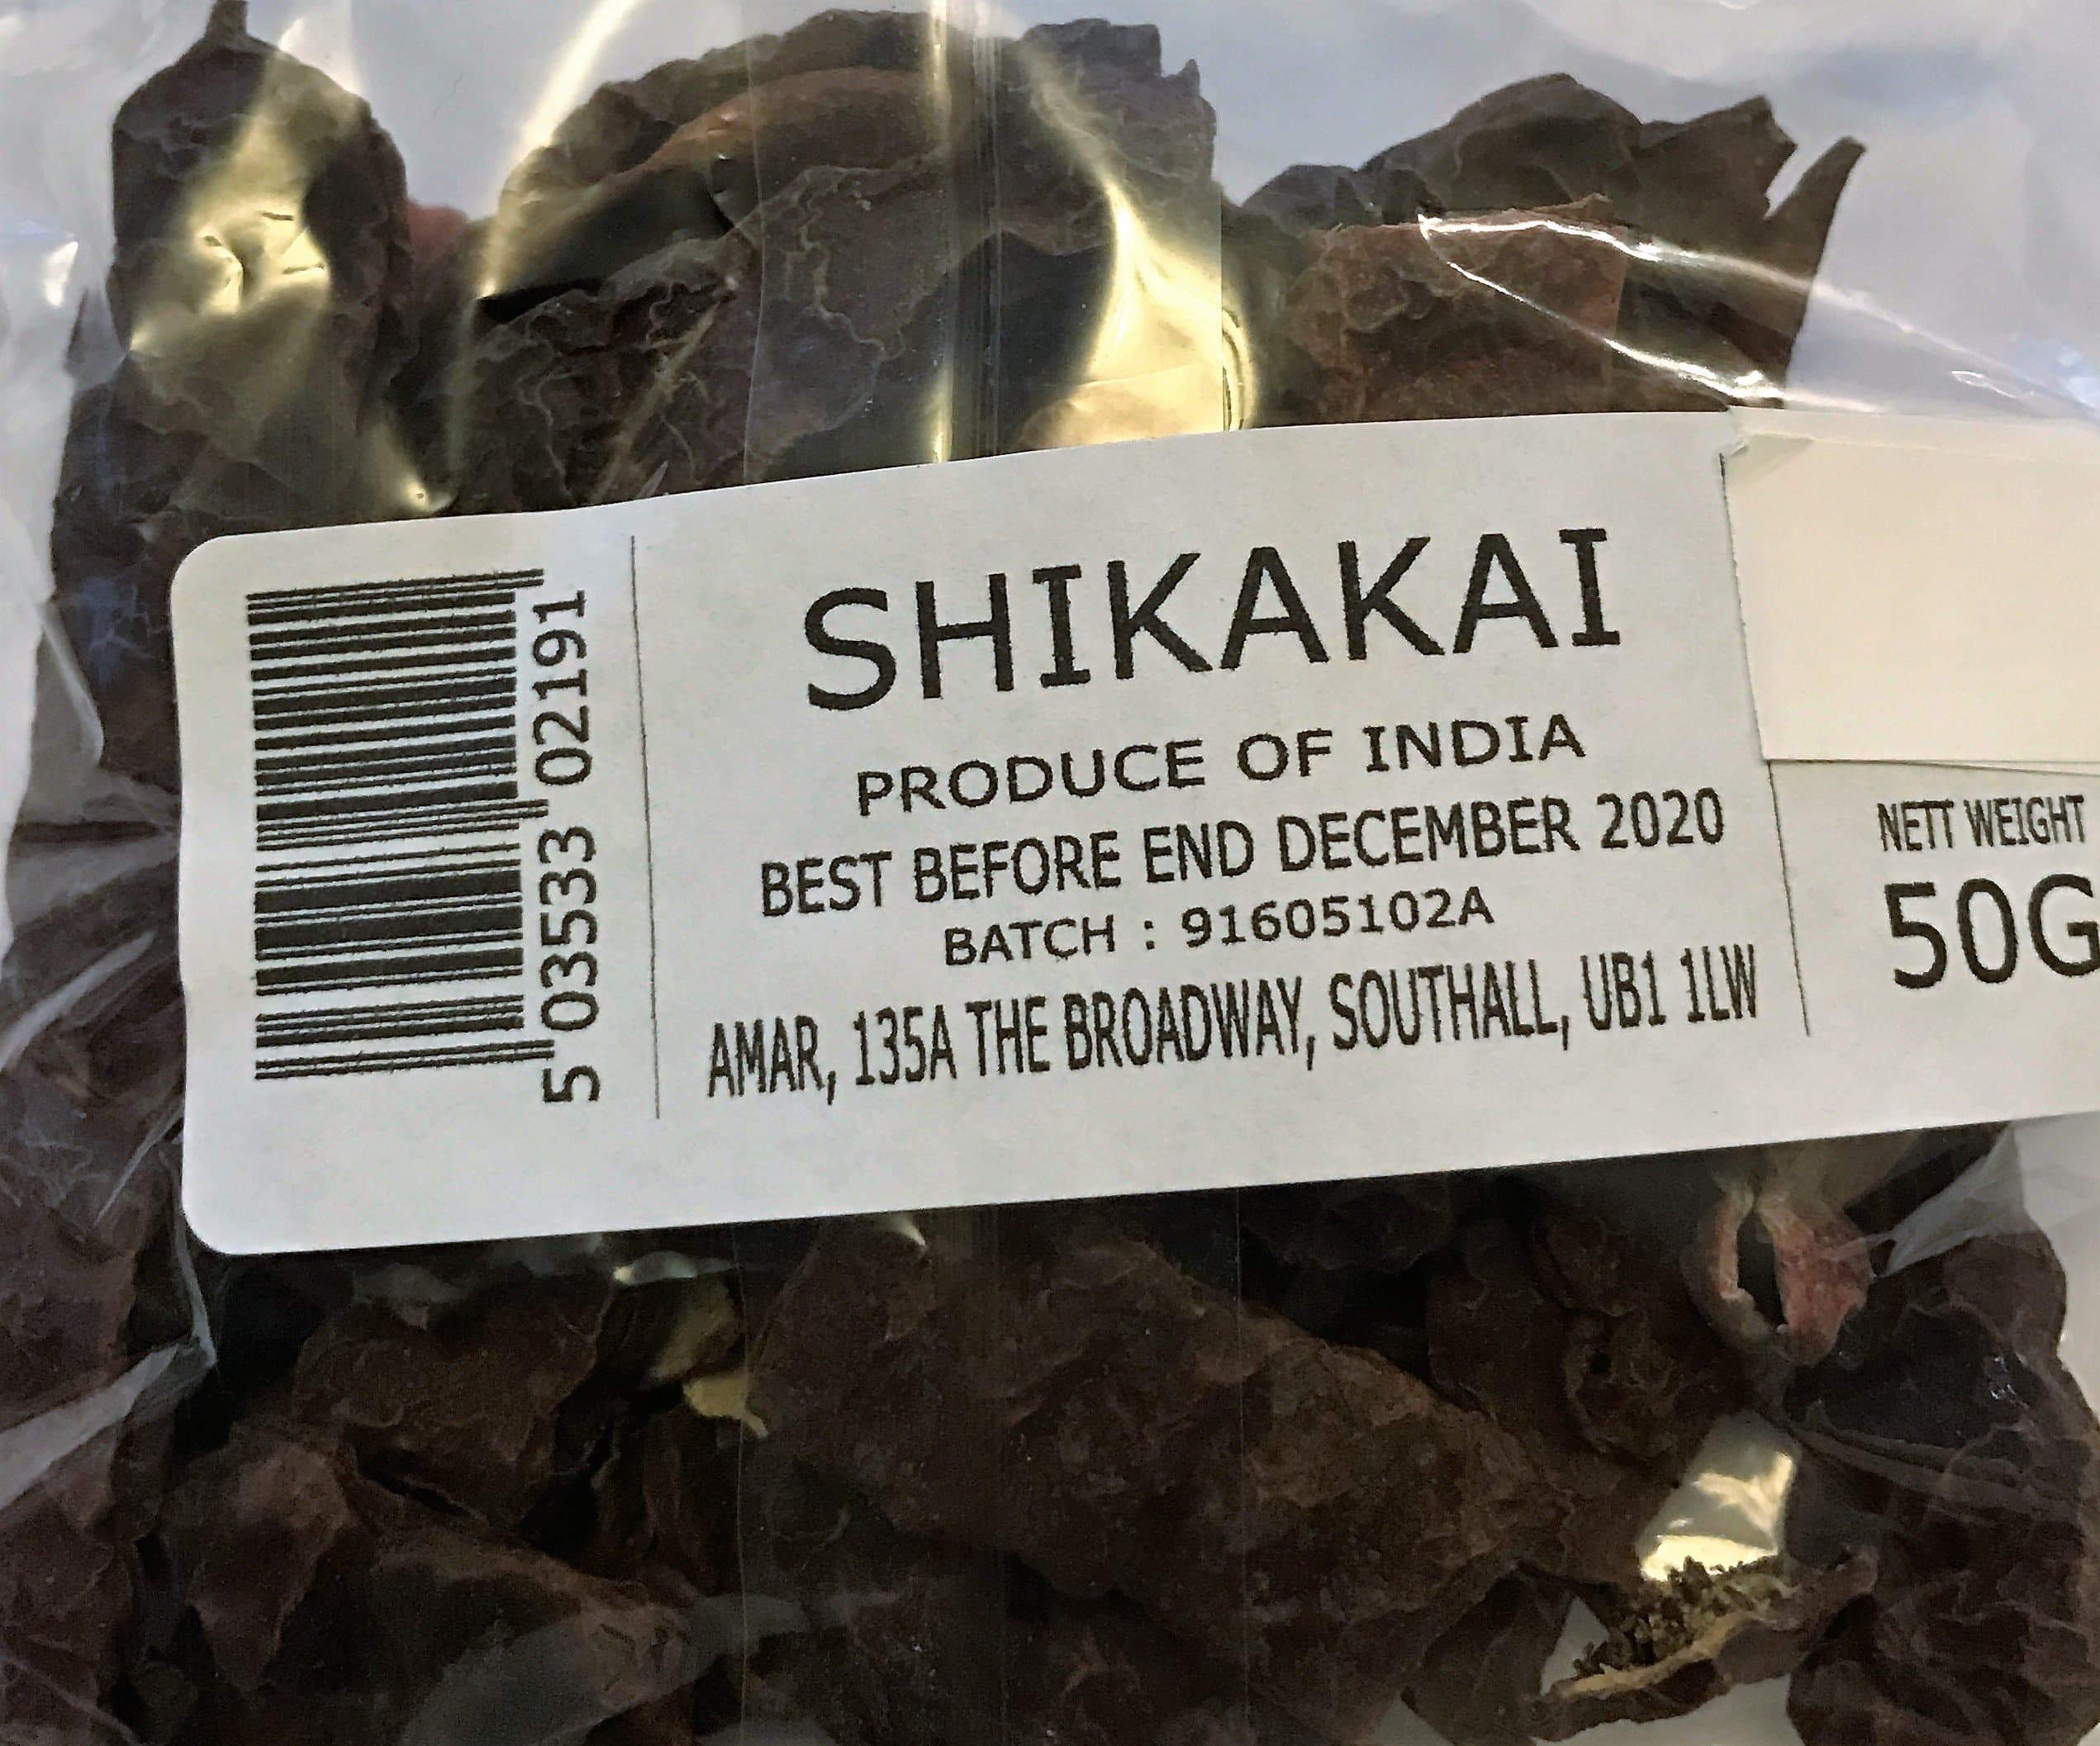 5 03533 02191
SHIKAKAI
PRODUCE OF INDIA
BEST BEFORE END DECEMBER 2020
BATCH : 91605102A
AMAR, 135A THE BROADWAY, SOUTHALL, UB1 1LW
NETT WEIGHT
50G